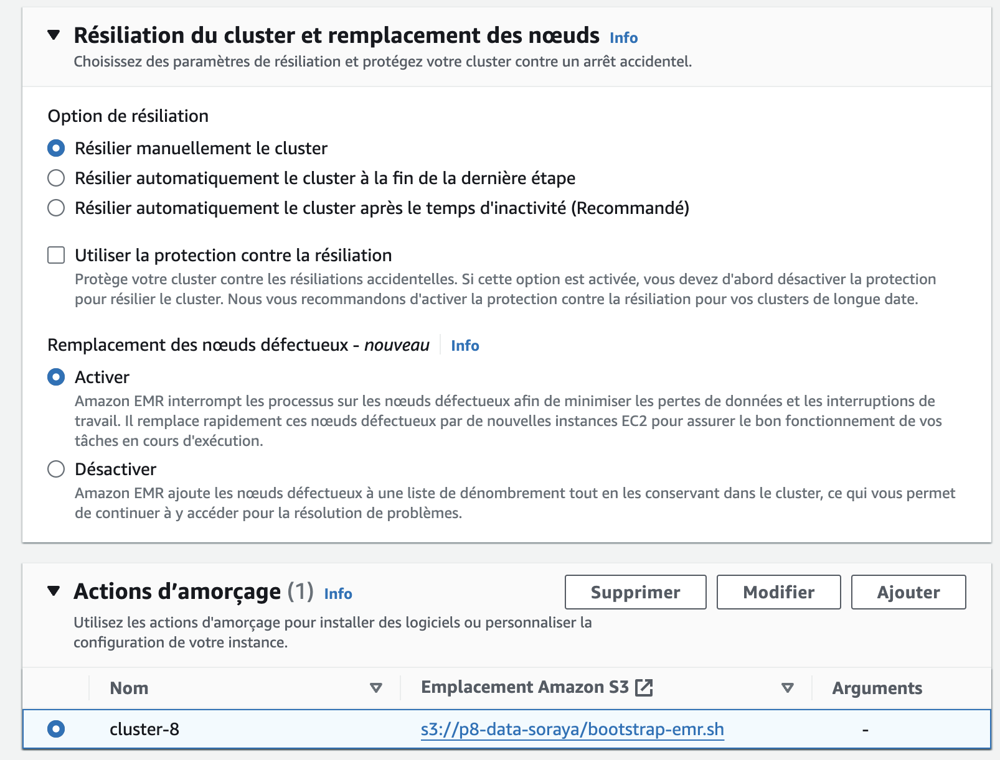 Résiliation du cluster et remplacement des nœuds Info
Choisissez des paramètres de résiliation et protégez votre cluster contre un arrêt accidentel.
Option de résiliation
Résilier manuellement le cluster
Résilier automatiquement le cluster à la fin de la dernière étape
Résilier automatiquement le cluster après le temps d'inactivité (Recommandé)
Utiliser la protection contre la résiliation
Protège votre cluster contre les résiliations accidentelles. Si cette option est activée, vous devez d'abord désactiver la protection
pour résilier le cluster. Nous vous recommandons d'activer la protection contre la résiliation pour vos clusters de longue date.
Remplacement des nœuds défectueux - nouveau Info
Activer
Amazon EMR interrompt les processus sur les nœuds défectueux afin de minimiser les pertes de données et les interruptions de
travail. Il remplace rapidement ces nœuds défectueux par de nouvelles instances EC2 pour assurer le bon fonctionnement de vos
tâches en cours d'exécution.
Désactiver
Amazon EMR ajoute les nœuds défectueux à une liste de dénombrement tout en les conservant dans le cluster, ce qui vous permet
de continuer à y accéder pour la résolution de problèmes.
Actions d’amorçage (1) Info Supprimer Modifier Ajouter
Utilisez les actions d'amorçage pour installer des logiciels ou personnaliser la
configuration de votre instance.
Nom Emplacement Amazon S3 Arguments
cluster-8 s3://p8-data-soraya/bootstrap-emr.sh -